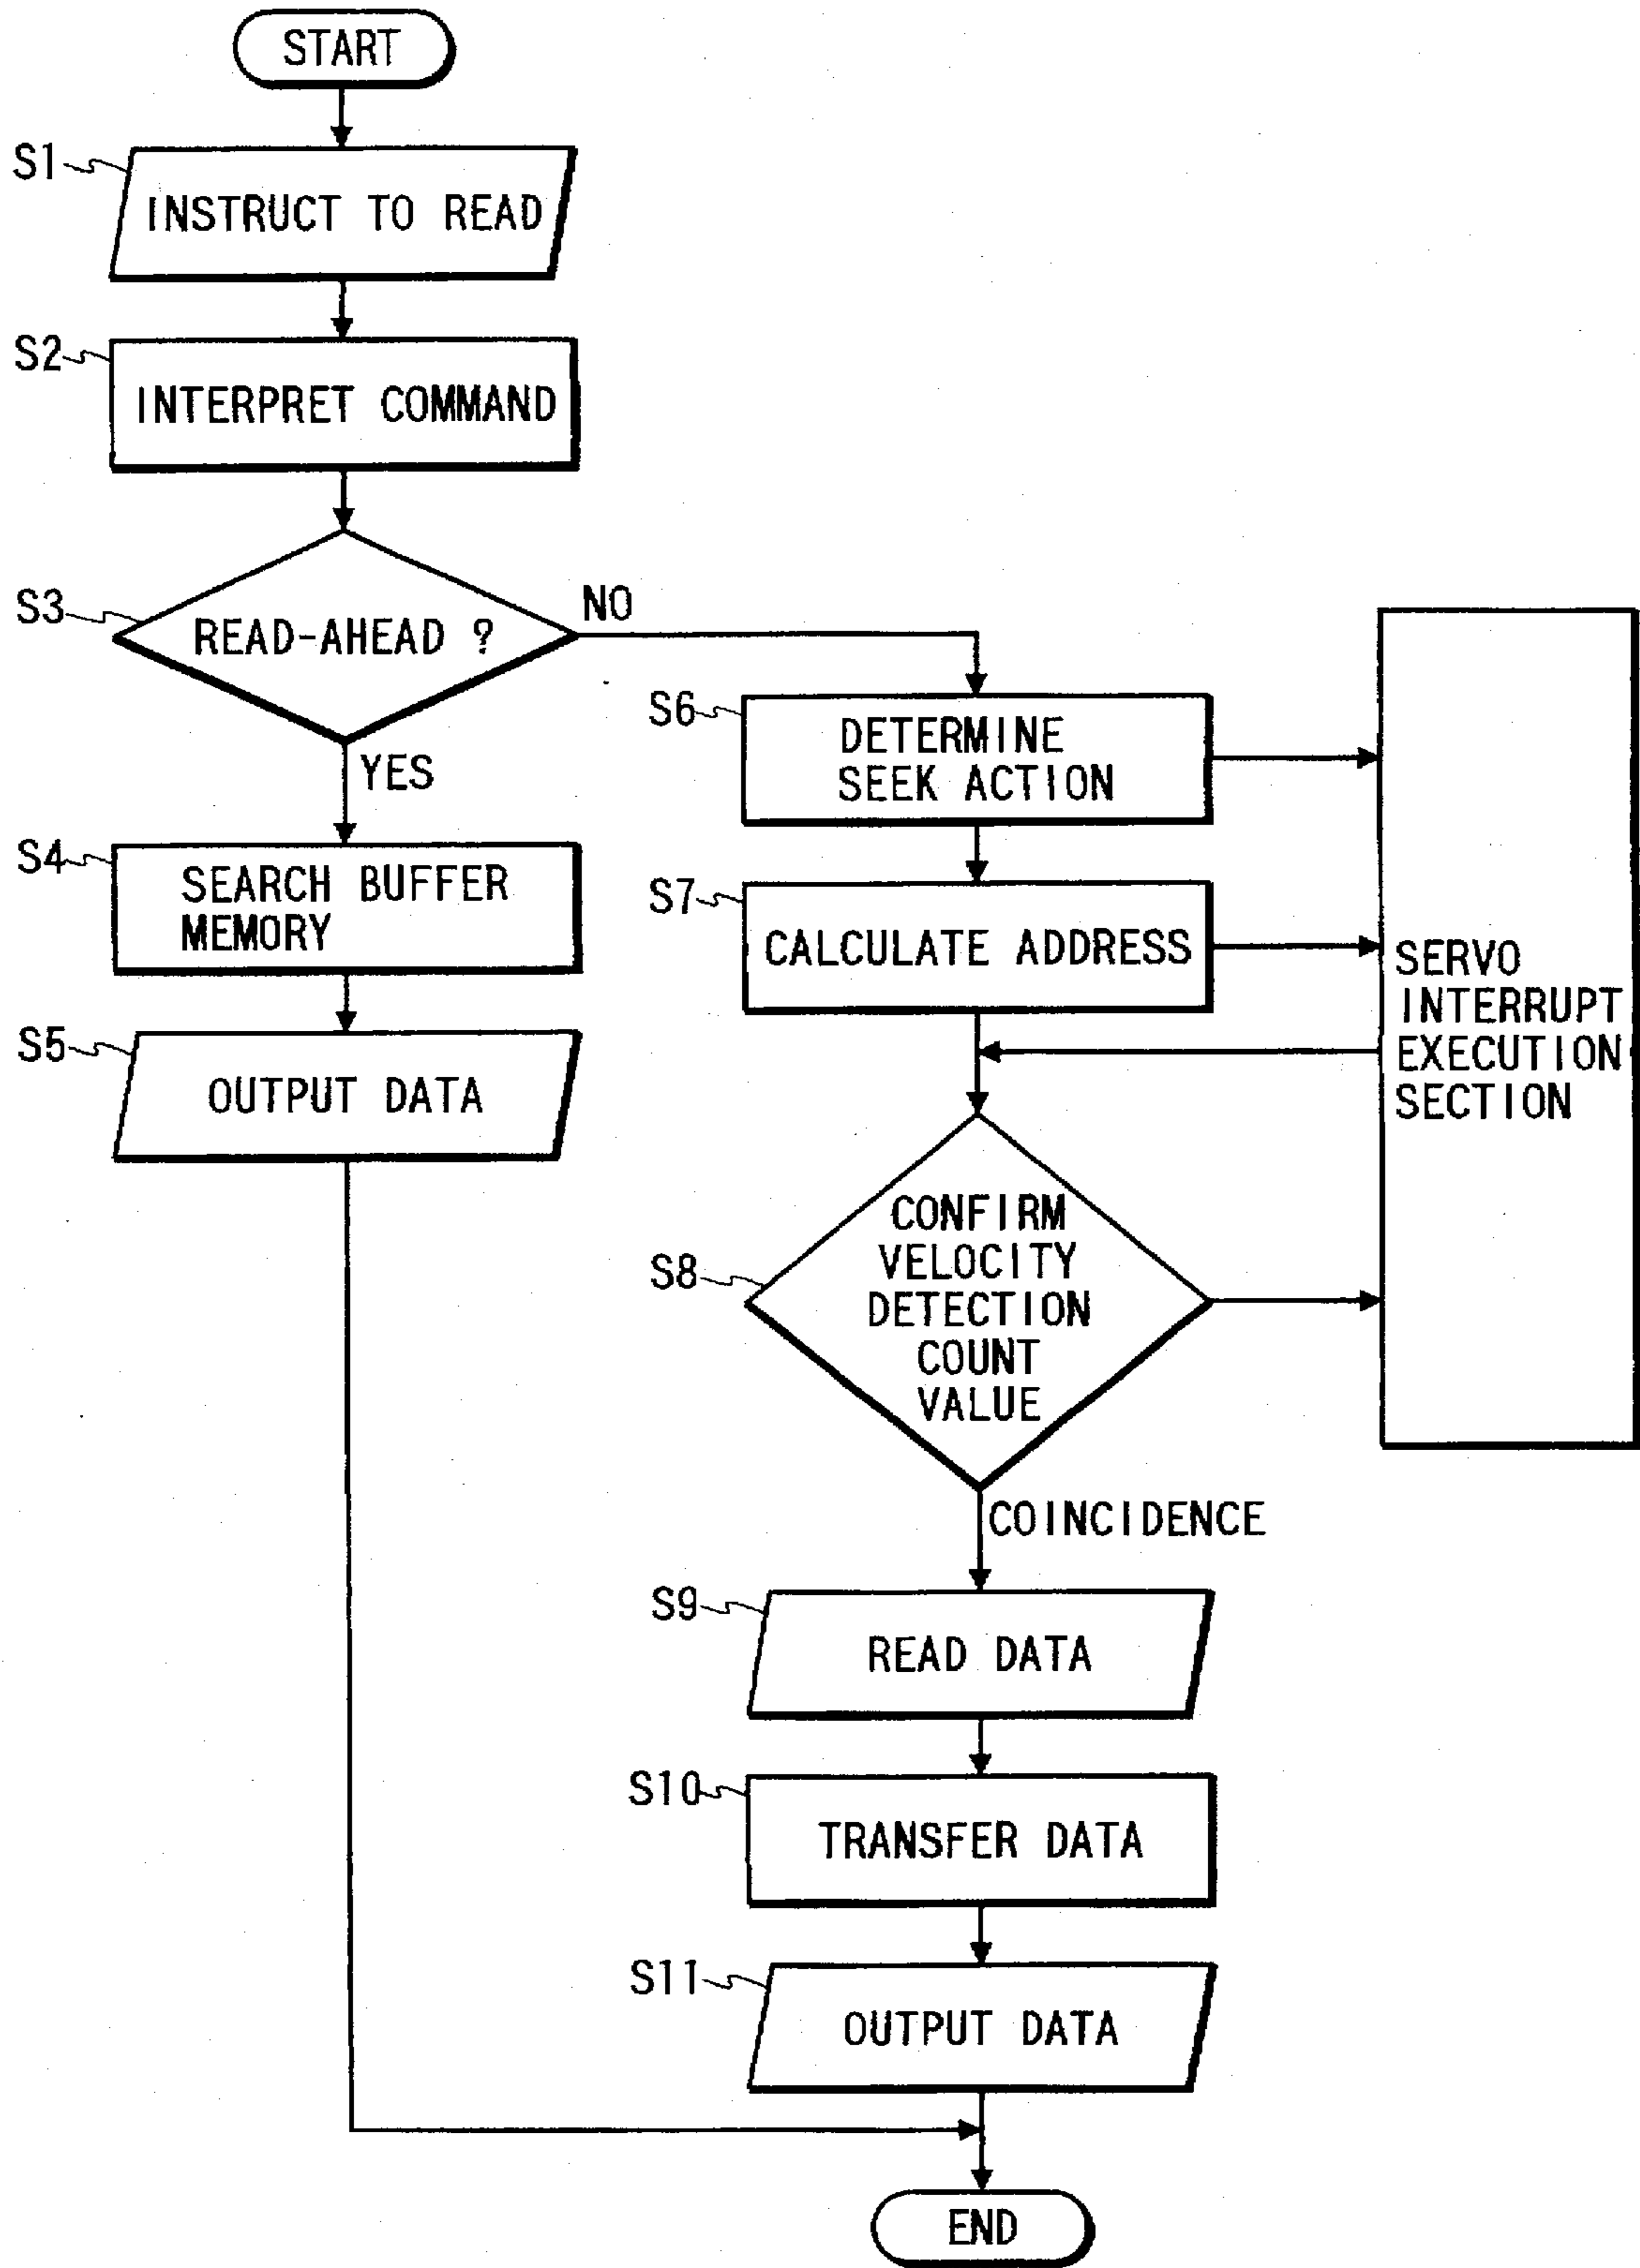 START
S1
INSTRUCT TO READ
S2
INTERPRET COMMAND
S3
READ-AHEAD ?
NO
YES
S4
SEARCH BUFFER
MEMORY
S5
OUTPUT DATA
S6
DETERMINE
SEEK ACTION
S7
CALCULATE ADDRESS
SERVO
INTERRUPT
EXECUTION
SECTION
S8
CONFIRM
VELOCITY
DETECTION
COUNT
VALUE
COINCIDENCE
S9
READ DATA
S10
TRANSFER DATA
S11
OUTPUT DATA
END